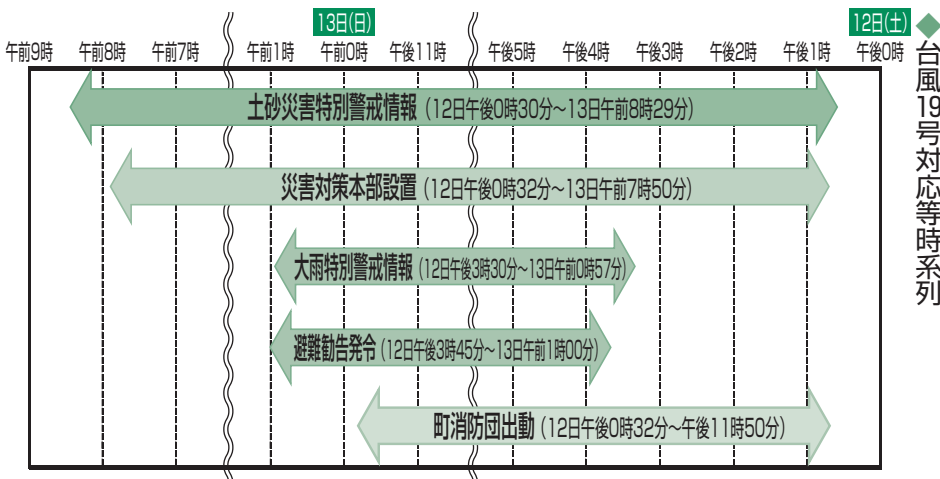 ◆台風19号対応等時系列
13日(日)
12日(土)
午前9時 午前8時 午前7時 午前1時 午前0時 午後11時 午後5時 午後4時 午後3時 午後2時 午後1時 午後0時
土砂災害特別警戒情報(12日午後0時30分～13日午前8時29分)
災害対策本部設置(12日午後0時32分～13日午前7時50分)
大雨特別警戒情報(12日午後3時30分～13日午前0時57分)
避難勧告発令(12日午後3時45分～13日午前1時00分)
町消防団出動(12日午後0時32分～午後11時50分)